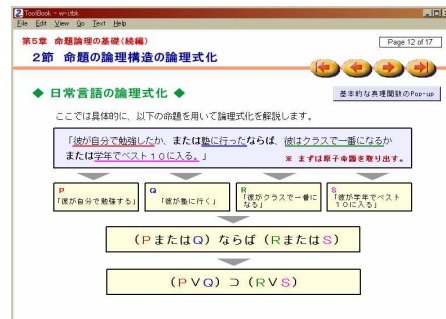 ToolBook - w-itbk
File Edit View Go Text Help
第5章 命題論理の基礎(続編)
Page 12 of 17
2節 命題の論理構造の論理式化
◆ 日常言語の論理式化 ◆
基本的な真理関数のPop-up
ここでは具体的に、以下の命題を用いて論理式化を解説します。
「彼が自分で勉強したか、または塾に行ったならば、彼はクラスで一番になるか
または学年でベスト10に入る。」
※ まずは原子命題を取り出す。
P
「彼が自分で勉強する」
Q
「彼が塾に行く」
R
「彼がクラスで一番に
なる」
S
「彼が学年でベスト
10に入る」
(PまたはQ) ならば (RまたはS)
(P∨Q) ⊃ (R∨S)